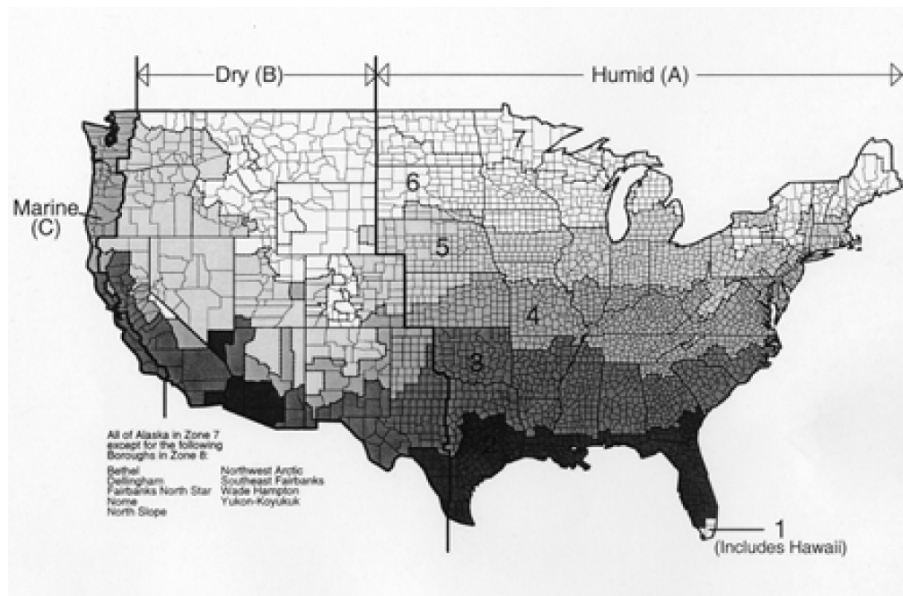 Dry (B)
Humid (A)
7
6
Marine
(C)
5
4
3
All of Alaska in Zone 7
except for the following
Boroughs in Zone 8:
Bethel
Dellingham
Fairbanks North Star
Nome
North Slope
Northwest Arctic
Southeast Fairbanks
Wade Hampton
Yukon-Koyukuk
1
(Includes Hawaii)